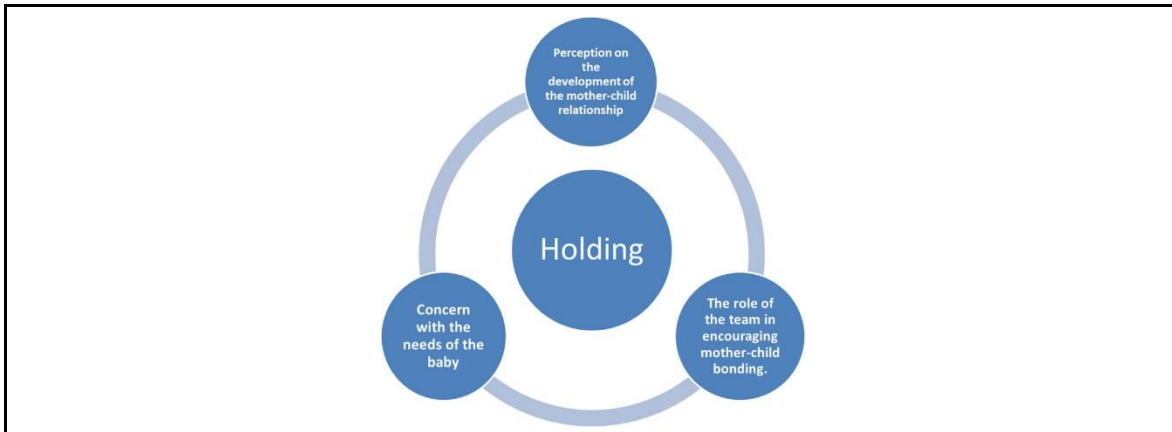 Perception on
the
development of
the mother-child
relationship
Holding
Concern
with the
needs of the
baby
The role of
the team in
encouraging
mother-child
bonding.